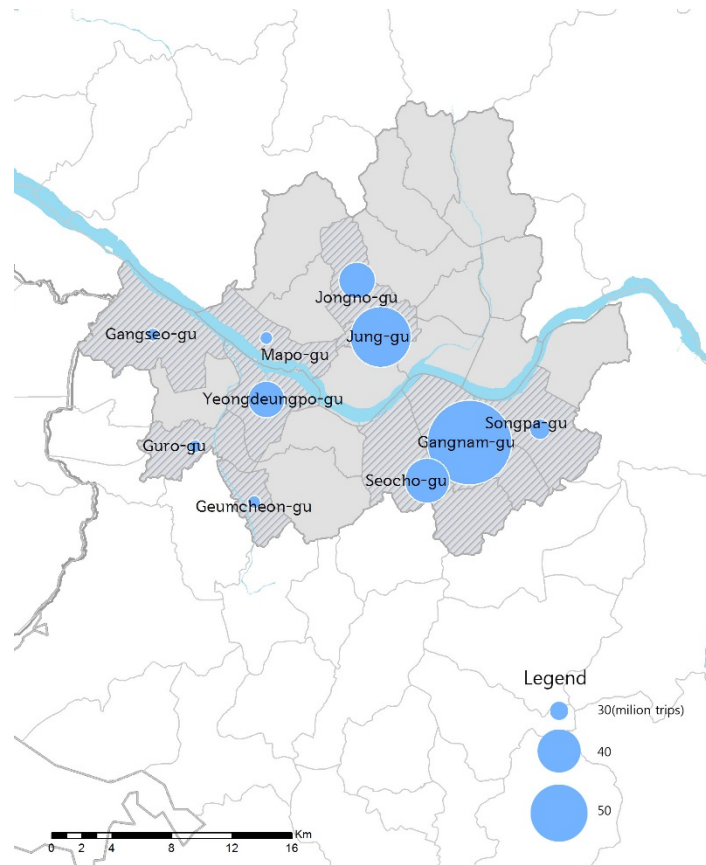 Jongno-gu
Gangseo-gu
Jung-gu
Mapo-gu
Yeongdeungpo-gu
Songpa-gu
Guro-gu
Gangnam-gu
Seocho-gu
Geumcheon-gu
Legend
30(milion trips)
40
50
Km
0 2 4 8 12 16